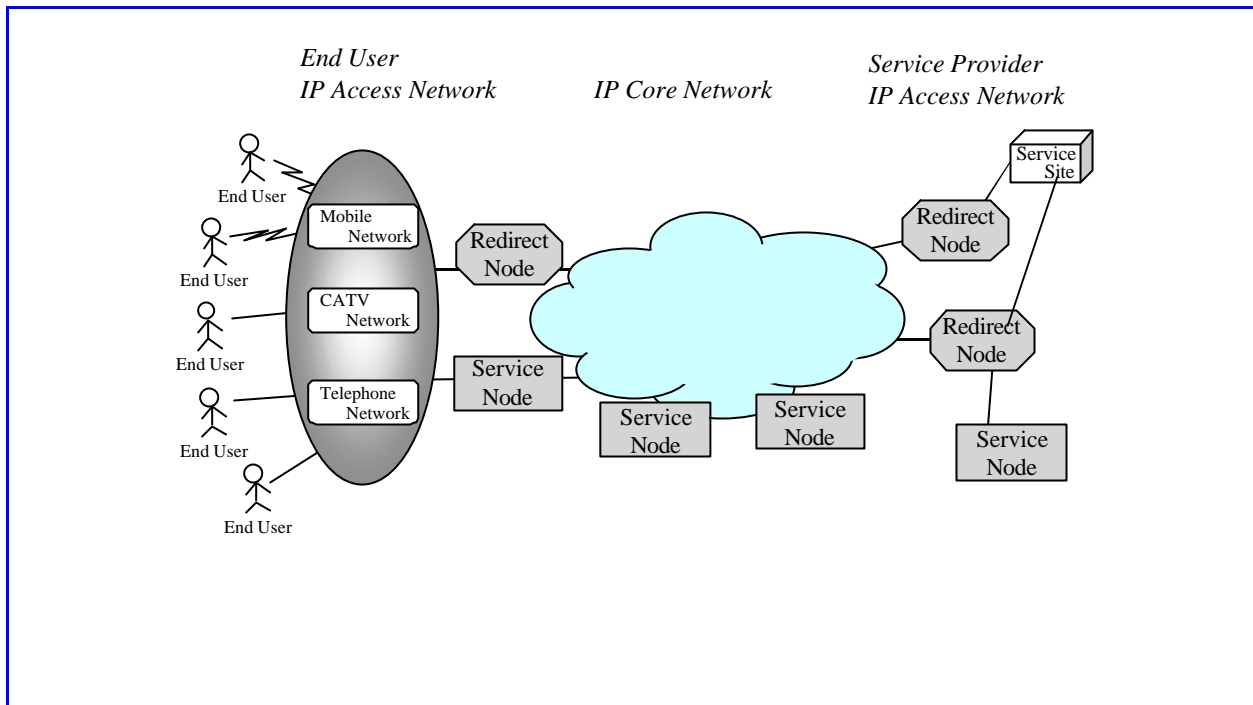 End User
IP Access Network
IP Core Network
Service Provider
IP Access Network
End User
End User
End User
End User
End User
Mobile
Network
CATV
Network
Telephone
Network
Redirect
Node
Service
Node
Service
Node
Service
Node
Redirect
Node
Service
Site
Redirect
Node
Service
Node